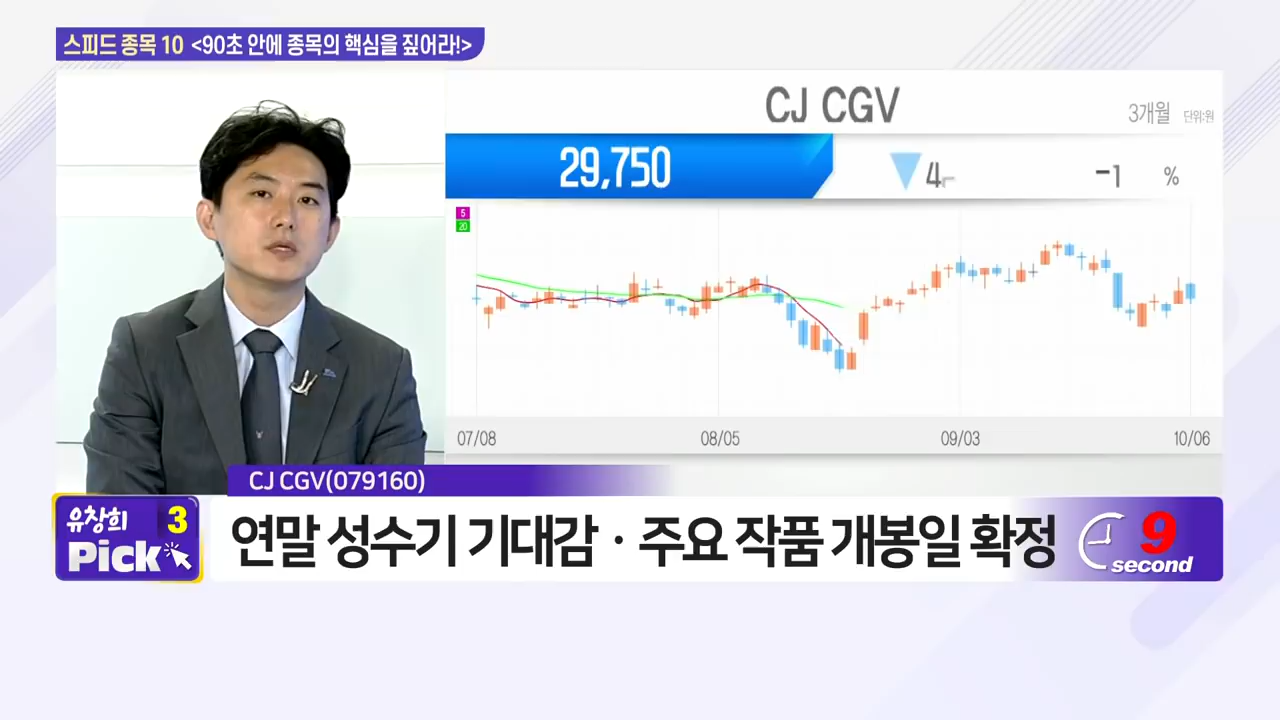 스피드 종목 10 <90초 안에 종목의 핵심을 짚어라!>
CJ CGV
3개월 단위:원
29,750
▼ 4
-1 %
5
20
07/08 08/05 09/03 10/06
CJ CGV(079160)
유창희 3
Pick
연말 성수기 기대감 · 주요 작품 개봉일 확정
9
second